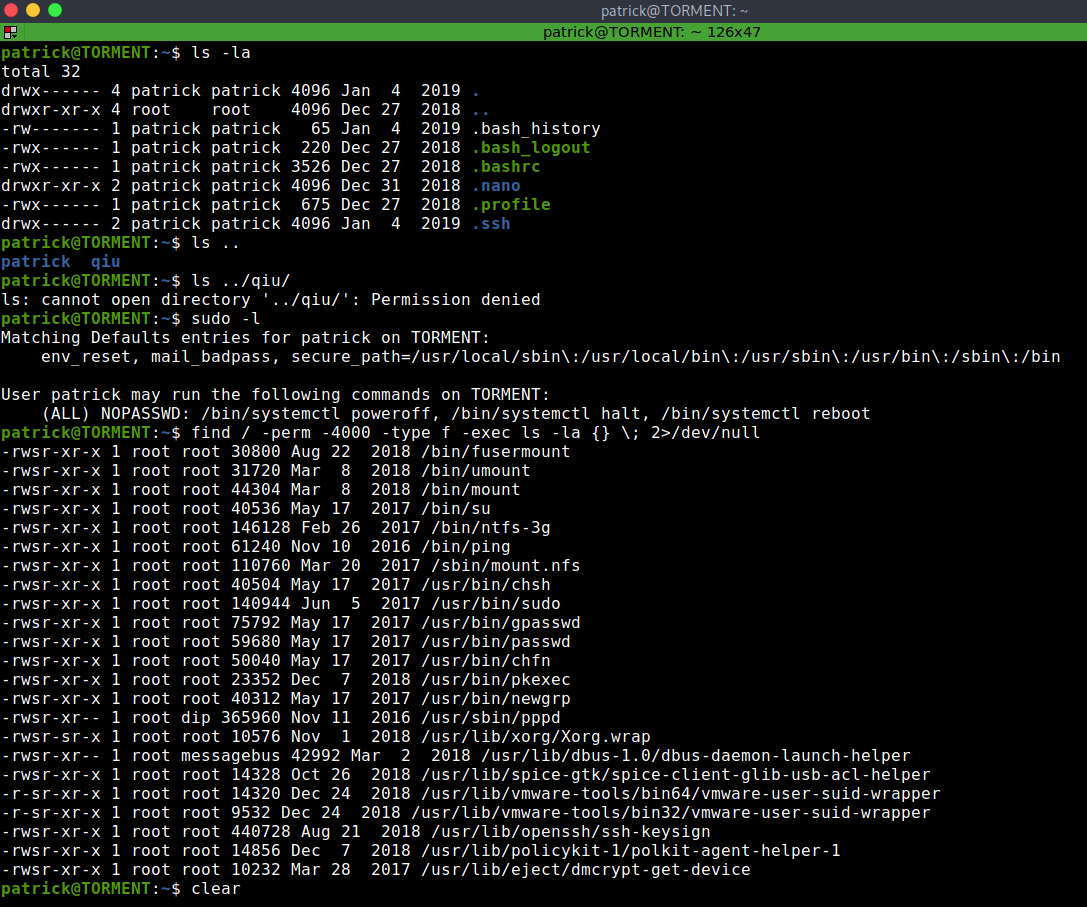 patrick@TORMENT: ~
patrick@TORMENT: ~ 126x47
patrick@TORMENT:~$ ls -la
total 32
drwx------ 4 patrick patrick 4096 Jan  4  2019 .
drwxr-xr-x 4 root    root    4096 Dec 27  2018 ..
-rw------- 1 patrick patrick   65 Jan  4  2019 .bash_history
-rwx------ 1 patrick patrick  220 Dec 27  2018 .bash_logout
-rwx------ 1 patrick patrick 3526 Dec 27  2018 .bashrc
drwxr-xr-x 2 patrick patrick 4096 Dec 31  2018 .nano
-rwx------ 1 patrick patrick  675 Dec 27  2018 .profile
drwx------ 2 patrick patrick 4096 Jan  4  2019 .ssh
patrick@TORMENT:~$ ls ..
patrick  qiu
patrick@TORMENT:~$ ls ../qiu/
ls: cannot open directory '../qiu/': Permission denied
patrick@TORMENT:~$ sudo -l
Matching Defaults entries for patrick on TORMENT:
    env_reset, mail_badpass, secure_path=/usr/local/sbin\:/usr/local/bin\:/usr/sbin\:/usr/bin\:/sbin\:/bin

User patrick may run the following commands on TORMENT:
    (ALL) NOPASSWD: /bin/systemctl poweroff, /bin/systemctl halt, /bin/systemctl reboot
patrick@TORMENT:~$ find / -perm -4000 -type f -exec ls -la {} \; 2>/dev/null
-rwsr-xr-x 1 root root 30800 Aug 22  2018 /bin/fusermount
-rwsr-xr-x 1 root root 31720 Mar  8  2018 /bin/umount
-rwsr-xr-x 1 root root 44304 Mar  8  2018 /bin/mount
-rwsr-xr-x 1 root root 40536 May 17  2017 /bin/su
-rwsr-xr-x 1 root root 146128 Feb 26  2017 /bin/ntfs-3g
-rwsr-xr-x 1 root root 61240 Nov 10  2016 /bin/ping
-rwsr-xr-x 1 root root 110760 Mar 20  2017 /sbin/mount.nfs
-rwsr-xr-x 1 root root 40504 May 17  2017 /usr/bin/chsh
-rwsr-xr-x 1 root root 140944 Jun  5  2017 /usr/bin/sudo
-rwsr-xr-x 1 root root 75792 May 17  2017 /usr/bin/gpasswd
-rwsr-xr-x 1 root root 59680 May 17  2017 /usr/bin/passwd
-rwsr-xr-x 1 root root 50040 May 17  2017 /usr/bin/chfn
-rwsr-xr-x 1 root root 23352 Dec  7  2018 /usr/bin/pkexec
-rwsr-xr-x 1 root root 40312 May 17  2017 /usr/bin/newgrp
-rwsr-xr-- 1 root dip 365960 Nov 11  2016 /usr/sbin/pppd
-rwsr-sr-x 1 root root 10576 Nov  1  2018 /usr/lib/xorg/Xorg.wrap
-rwsr-xr-- 1 root messagebus 42992 Mar  2  2018 /usr/lib/dbus-1.0/dbus-daemon-launch-helper
-rwsr-xr-x 1 root root 14328 Oct 26  2018 /usr/lib/spice-gtk/spice-client-glib-usb-acl-helper
-r-sr-xr-x 1 root root 14320 Dec 24  2018 /usr/lib/vmware-tools/bin64/vmware-user-suid-wrapper
-r-sr-xr-x 1 root root 9532 Dec 24  2018 /usr/lib/vmware-tools/bin32/vmware-user-suid-wrapper
-rwsr-xr-x 1 root root 440728 Aug 21  2018 /usr/lib/openssh/ssh-keysign
-rwsr-xr-x 1 root root 14856 Dec  7  2018 /usr/lib/policykit-1/polkit-agent-helper-1
-rwsr-xr-x 1 root root 10232 Mar 28  2017 /usr/lib/eject/dmcrypt-get-device
patrick@TORMENT:~$ clear